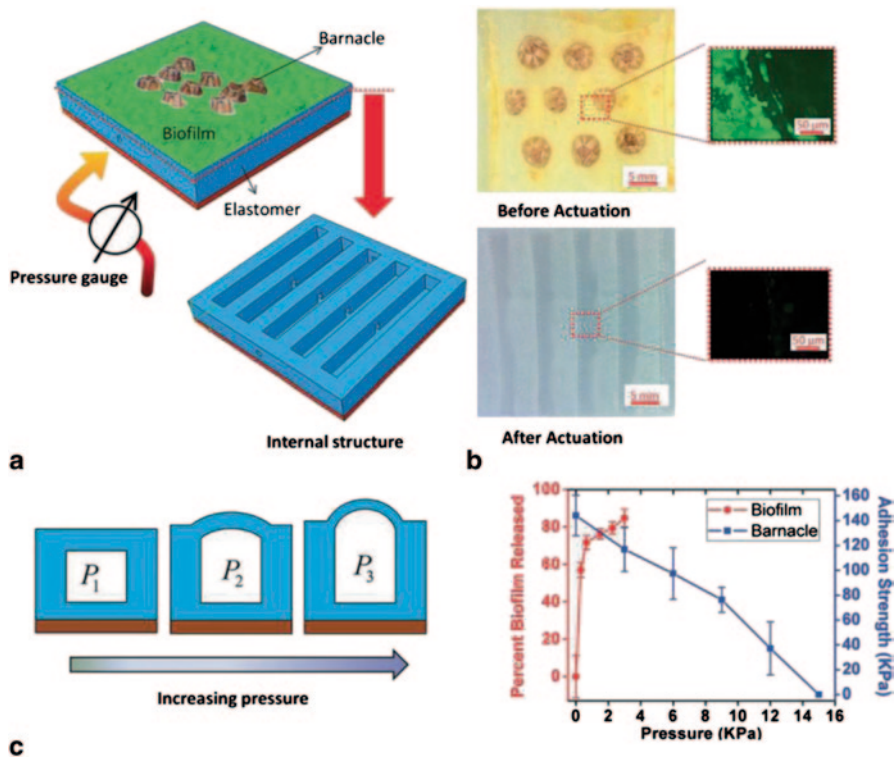 Barnacle
Biofilm
Elastomer
Pressure gauge
Internal structure
a
5 mm
50 μm
Before Actuation
5 mm
50 μm
After Actuation
b
P1
P2
P3
Increasing pressure
c
Percent Biofilm Released
100
80
60
40
20
0
Biofilm
Barnacle
160
140
120
100
80
60
40
20
0
Adhesion Strength (KPa)
0 2 4 6 8 10 12 14 16
Pressure (KPa)